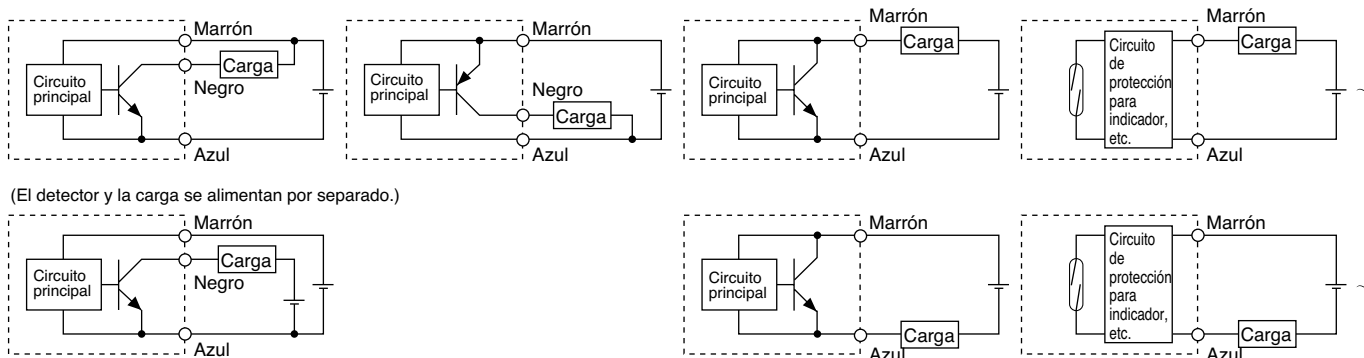 Marrón
Circuito
principal
Carga
Negro
Azul
Marrón
Circuito
principal
Negro
Carga
Azul
Marrón
Carga
Circuito
principal
Azul
Marrón
Carga
Circuito
de
protección
para
indicador,
etc.
Azul
(El detector y la carga se alimentan por separado.)
Marrón
Circuito
principal
Carga
Negro
Azul
Marrón
Circuito
principal
Carga
Azul
Marrón
Circuito
de
protección
para
indicador,
etc.
Carga
Azul